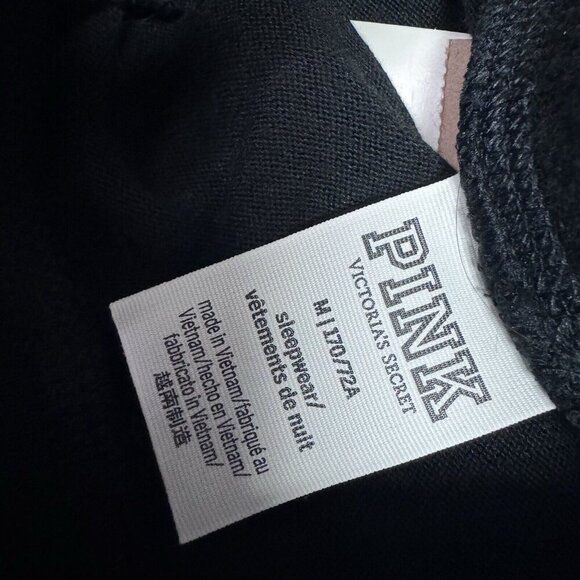 PINK
VICTORIA'S SECRET
M | 170/72A
sleepwear/
vêtements de nuit
made in Vietnam/fabriqué au
Vietnam/hecho en Vietnam/
fabbricato in Vietnam/
越南制造